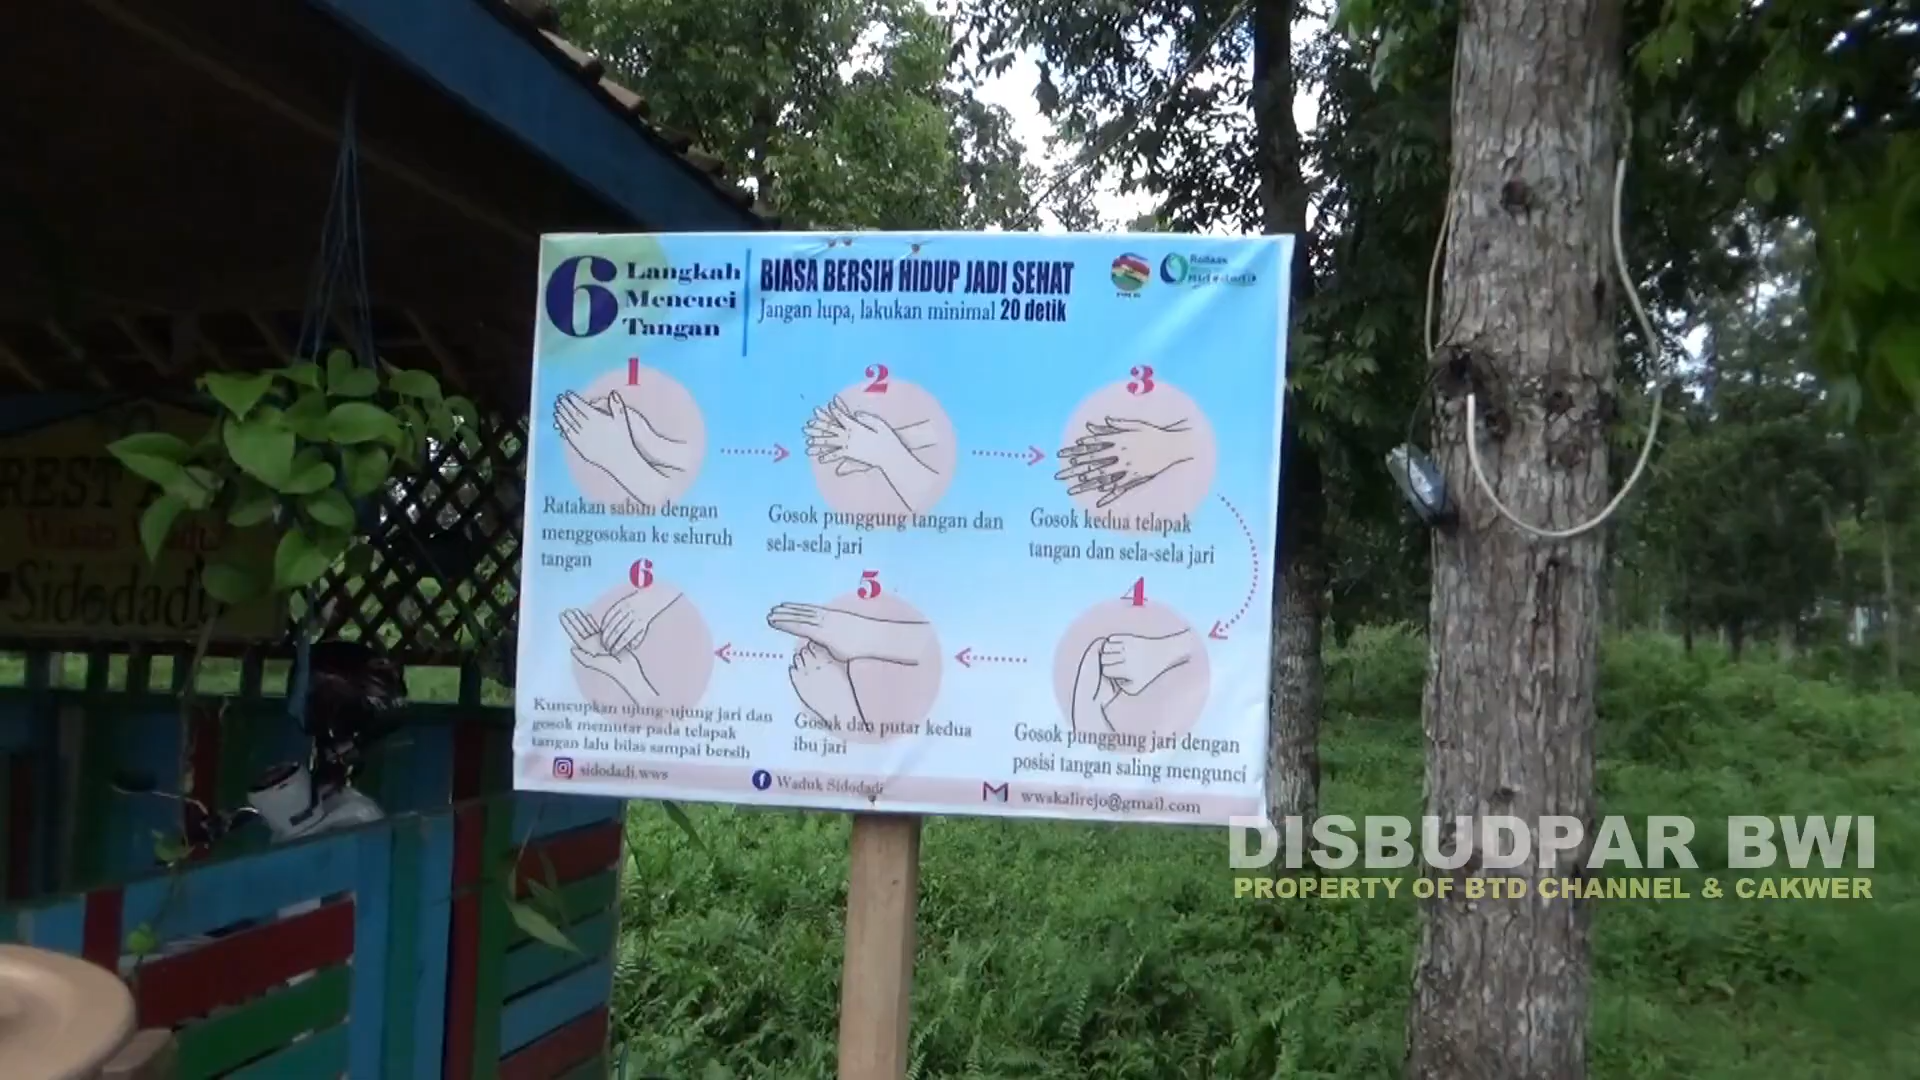 6 Langkah
Mencuci
Tangan
BIASA BERSIH HIDUP JADI SEHAT
Jangan lupa, lakukan minimal 20 detik
1
Ratakan sabun dengan
menggosokan ke seluruh
tangan
2
Gosok punggung tangan dan
sela-sela jari
3
Gosok kedua telapak
tangan dan sela-sela jari
4
Gosok punggung jari dengan
posisi tangan saling mengunci
5
Gosok dan putar kedua
ibu jari
6
Kuncupkan ujung-ujung jari dan
gosok memutar pada telapak
tangan lalu bilas sampai bersih
sidodadi.wws
Waduk Sidodadi
wwskalirejo@gmail.com
REST
Sidodadi
DISBUDPAR BWI
PROPERTY OF BTD CHANNEL & CAKWER